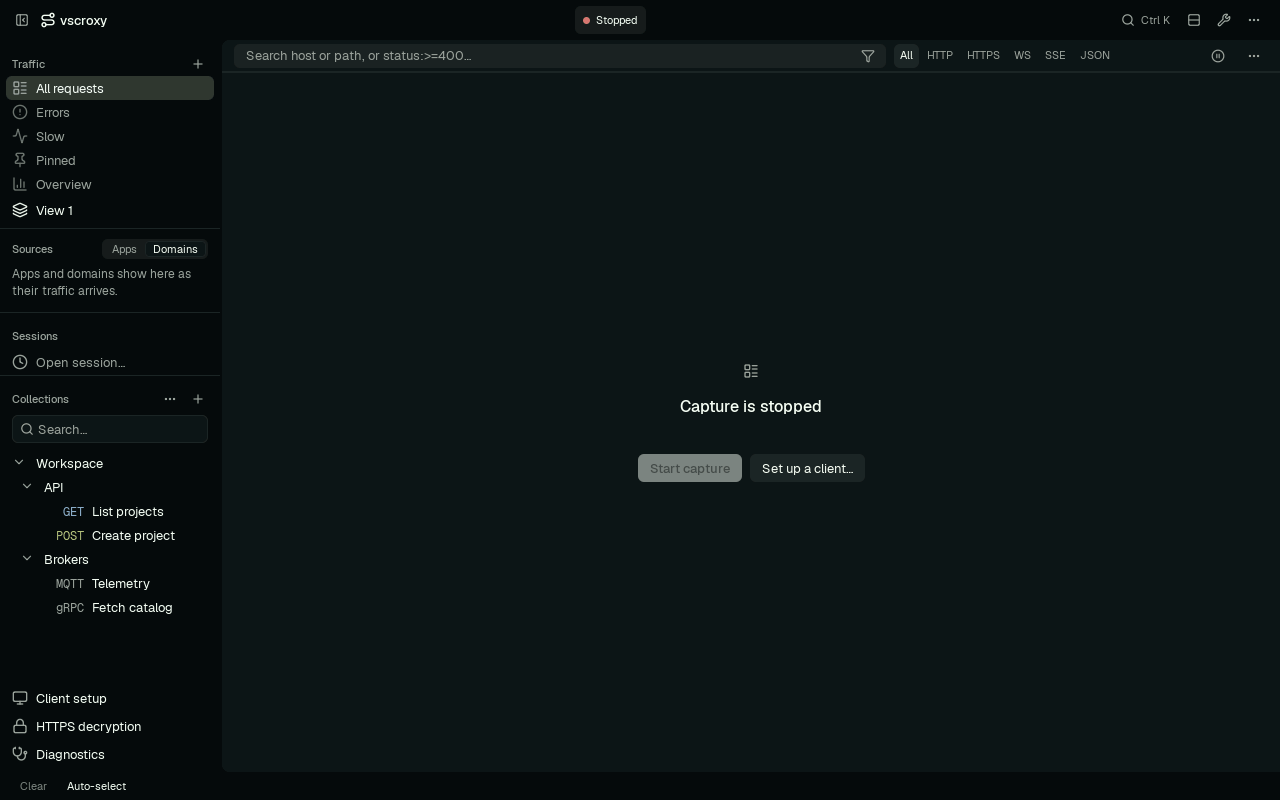 vscroxy
Stopped
Ctrl K
Traffic
All requests
Errors
Slow
Pinned
Overview
View 1
Sources
Apps
Domains
Apps and domains show here as
their traffic arrives.
Sessions
Open session…
Collections
Search…
Workspace
API
GET List projects
POST Create project
Brokers
MQTT Telemetry
gRPC Fetch catalog
Client setup
HTTPS decryption
Diagnostics
Clear
Auto-select
Search host or path, or status:>=400…
All
HTTP
HTTPS
WS
SSE
JSON
Capture is stopped
Start capture
Set up a client…